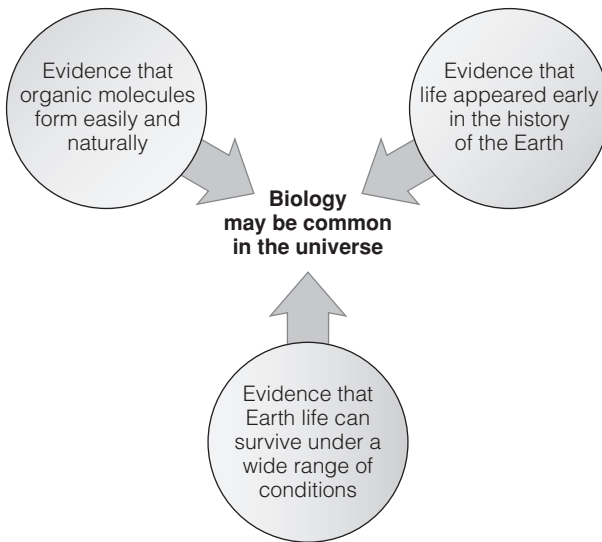 Evidence that
organic molecules
form easily and
naturally
Evidence that
life appeared early
in the history
of the Earth
Biology
may be common
in the universe
Evidence that
Earth life can
survive under a
wide range of
conditions